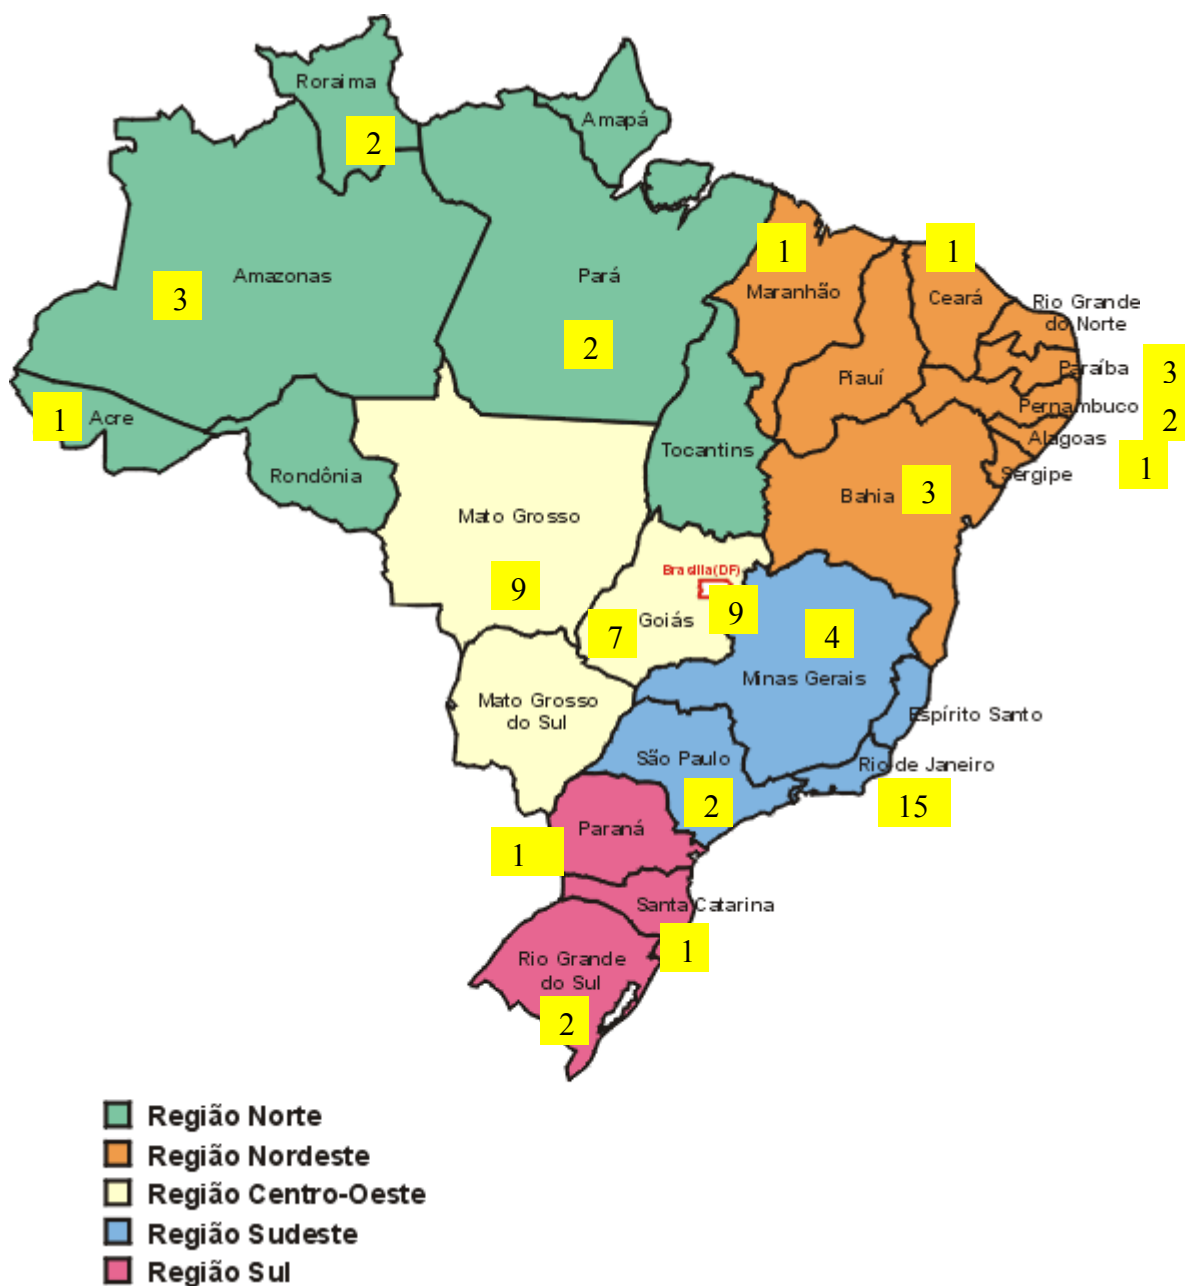 Roraima
2
Amapá
Amazonas
3
Pará
2
1
Maranhão
1
Ceará
Rio Grande
do Norte
Piauí
Paraíba
3
Acre
1
Pernambuco
2
Alagoas
Sergipe
1
Tocantins
Rondônia
Bahia
3
Mato Grosso
9
Brasília(DF)
9
Goiás
7
4
Minas Gerais
Mato Grosso
do Sul
Espírito Santo
São Paulo
2
Rio de Janeiro
15
Paraná
1
Santa Catarina
1
Rio Grande
do Sul
2
Região Norte
Região Nordeste
Região Centro-Oeste
Região Sudeste
Região Sul